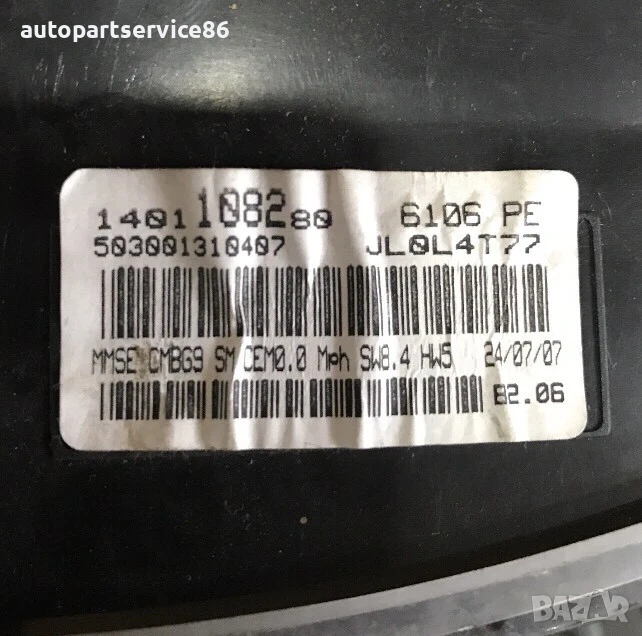 autopartservice86
1401108280 6106 PE
503001310407 JL0L4T77
MMSE CMBG9 SM CEM0.0 Mph SW8.4 HW5 24/07/07
B2.06
BAZAR